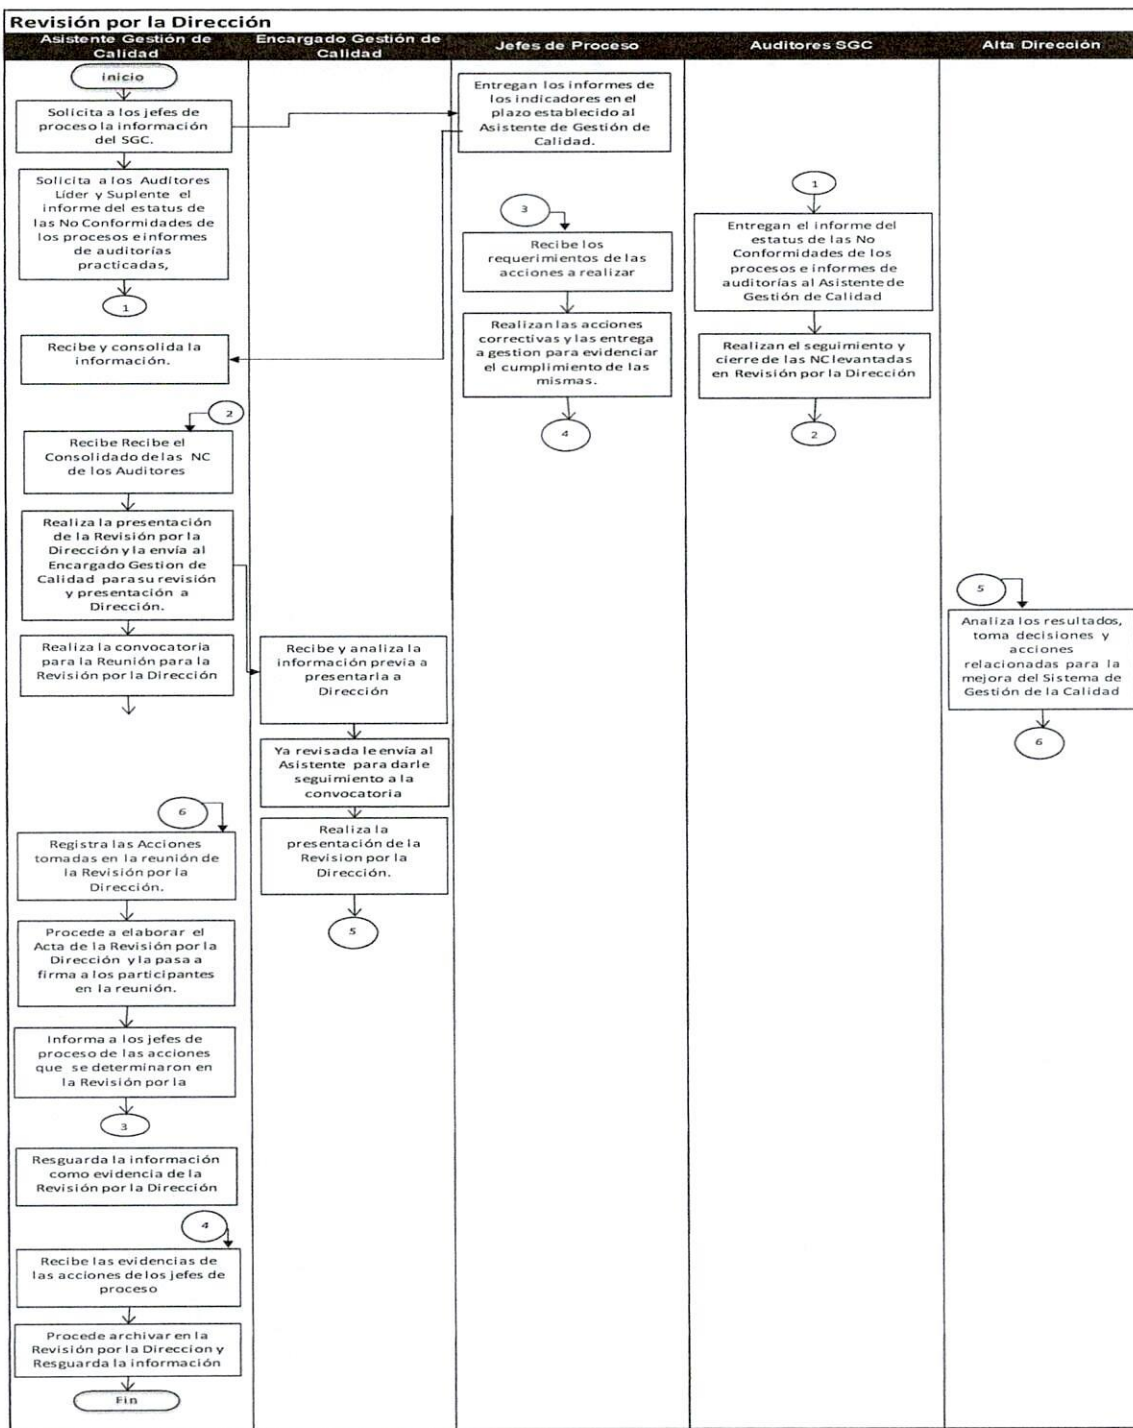 Revisión por la Dirección
Asistente Gestión de
Calidad
Encargado Gestión de
Calidad
Jefes de Proceso
Auditores SGC
Alta Dirección
inicio
Solicita a los jefes de
proceso la información
del SGC.
Solicita a los Auditores
Líder y Suplente el
informe del estatus de
las No Conformidades de
los procesos e informes
de auditorías
practicadas,
1
Recibe y consolida la
información.
2
Recibe Recibe el
Consolidado de las NC
de los Auditores
Realiza la presentación
de la Revisión por la
Dirección y la envía al
Encargado Gestion de
Calidad para su revisión
y presentación a
Dirección.
Realiza la convocatoria
para la Reunión para la
Revisión por la Dirección
6
Registra las Acciones
tomadas en la reunión de
la Revisión por la
Dirección.
Procede a elaborar el
Acta de la Revisión por la
Dirección y la pasa a
firma a los participantes
en la reunión.
Informa a los jefes de
proceso de las acciones
que se determinaron en
la Revisión por la
3
Resguarda la información
como evidencia de la
Revisión por la Dirección
4
Recibe las evidencias de
las acciones de los jefes de
proceso
Procede archivar en la
Revisión por la Direccion y
Resguarda la información
Fin
Recibe y analiza la
información previa a
presentarla a
Dirección
Ya revisada le envía al
Asistente para darle
seguimiento a la
convocatoria
Realiza la
presentación de la
Revision por la
Dirección.
5
Entregan los informes de
los indicadores en el
plazo establecido al
Asistente de Gestión de
Calidad.
3
Recibe los
requerimientos de las
acciones a realizar
Realizan las acciones
correctivas y las entrega
a gestion para evidenciar
el cumplimiento de las
mismas.
4
1
Entregan el informe del
estatus de las No
Conformidades de los
procesos e informes de
auditorías al Asistente de
Gestión de Calidad
Realizan el seguimiento y
cierre de las NC levantadas
en Revisión por la Dirección
2
5
Analiza los resultados,
toma decisiones y
acciones
relacionadas para la
mejora del Sistema de
Gestión de la Calidad
6